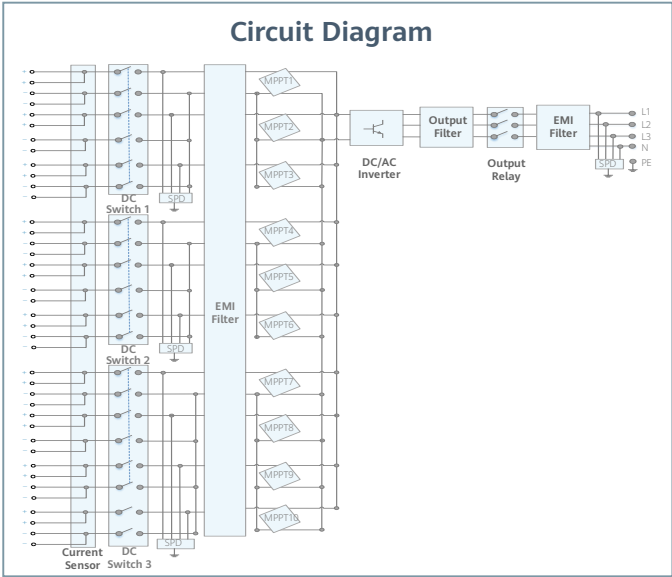 Circuit Diagram
MPPT1
MPPT2
MPPT3
DC
Switch 1
SPD
MPPT4
MPPT5
MPPT6
DC
Switch 2
SPD
EMI
Filter
MPPT7
MPPT8
MPPT9
MPPT10
Current
Sensor
DC
Switch 3
SPD
DC/AC
Inverter
Output
Filter
Output
Relay
EMI
Filter
SPD
L1
L2
L3
N
PE